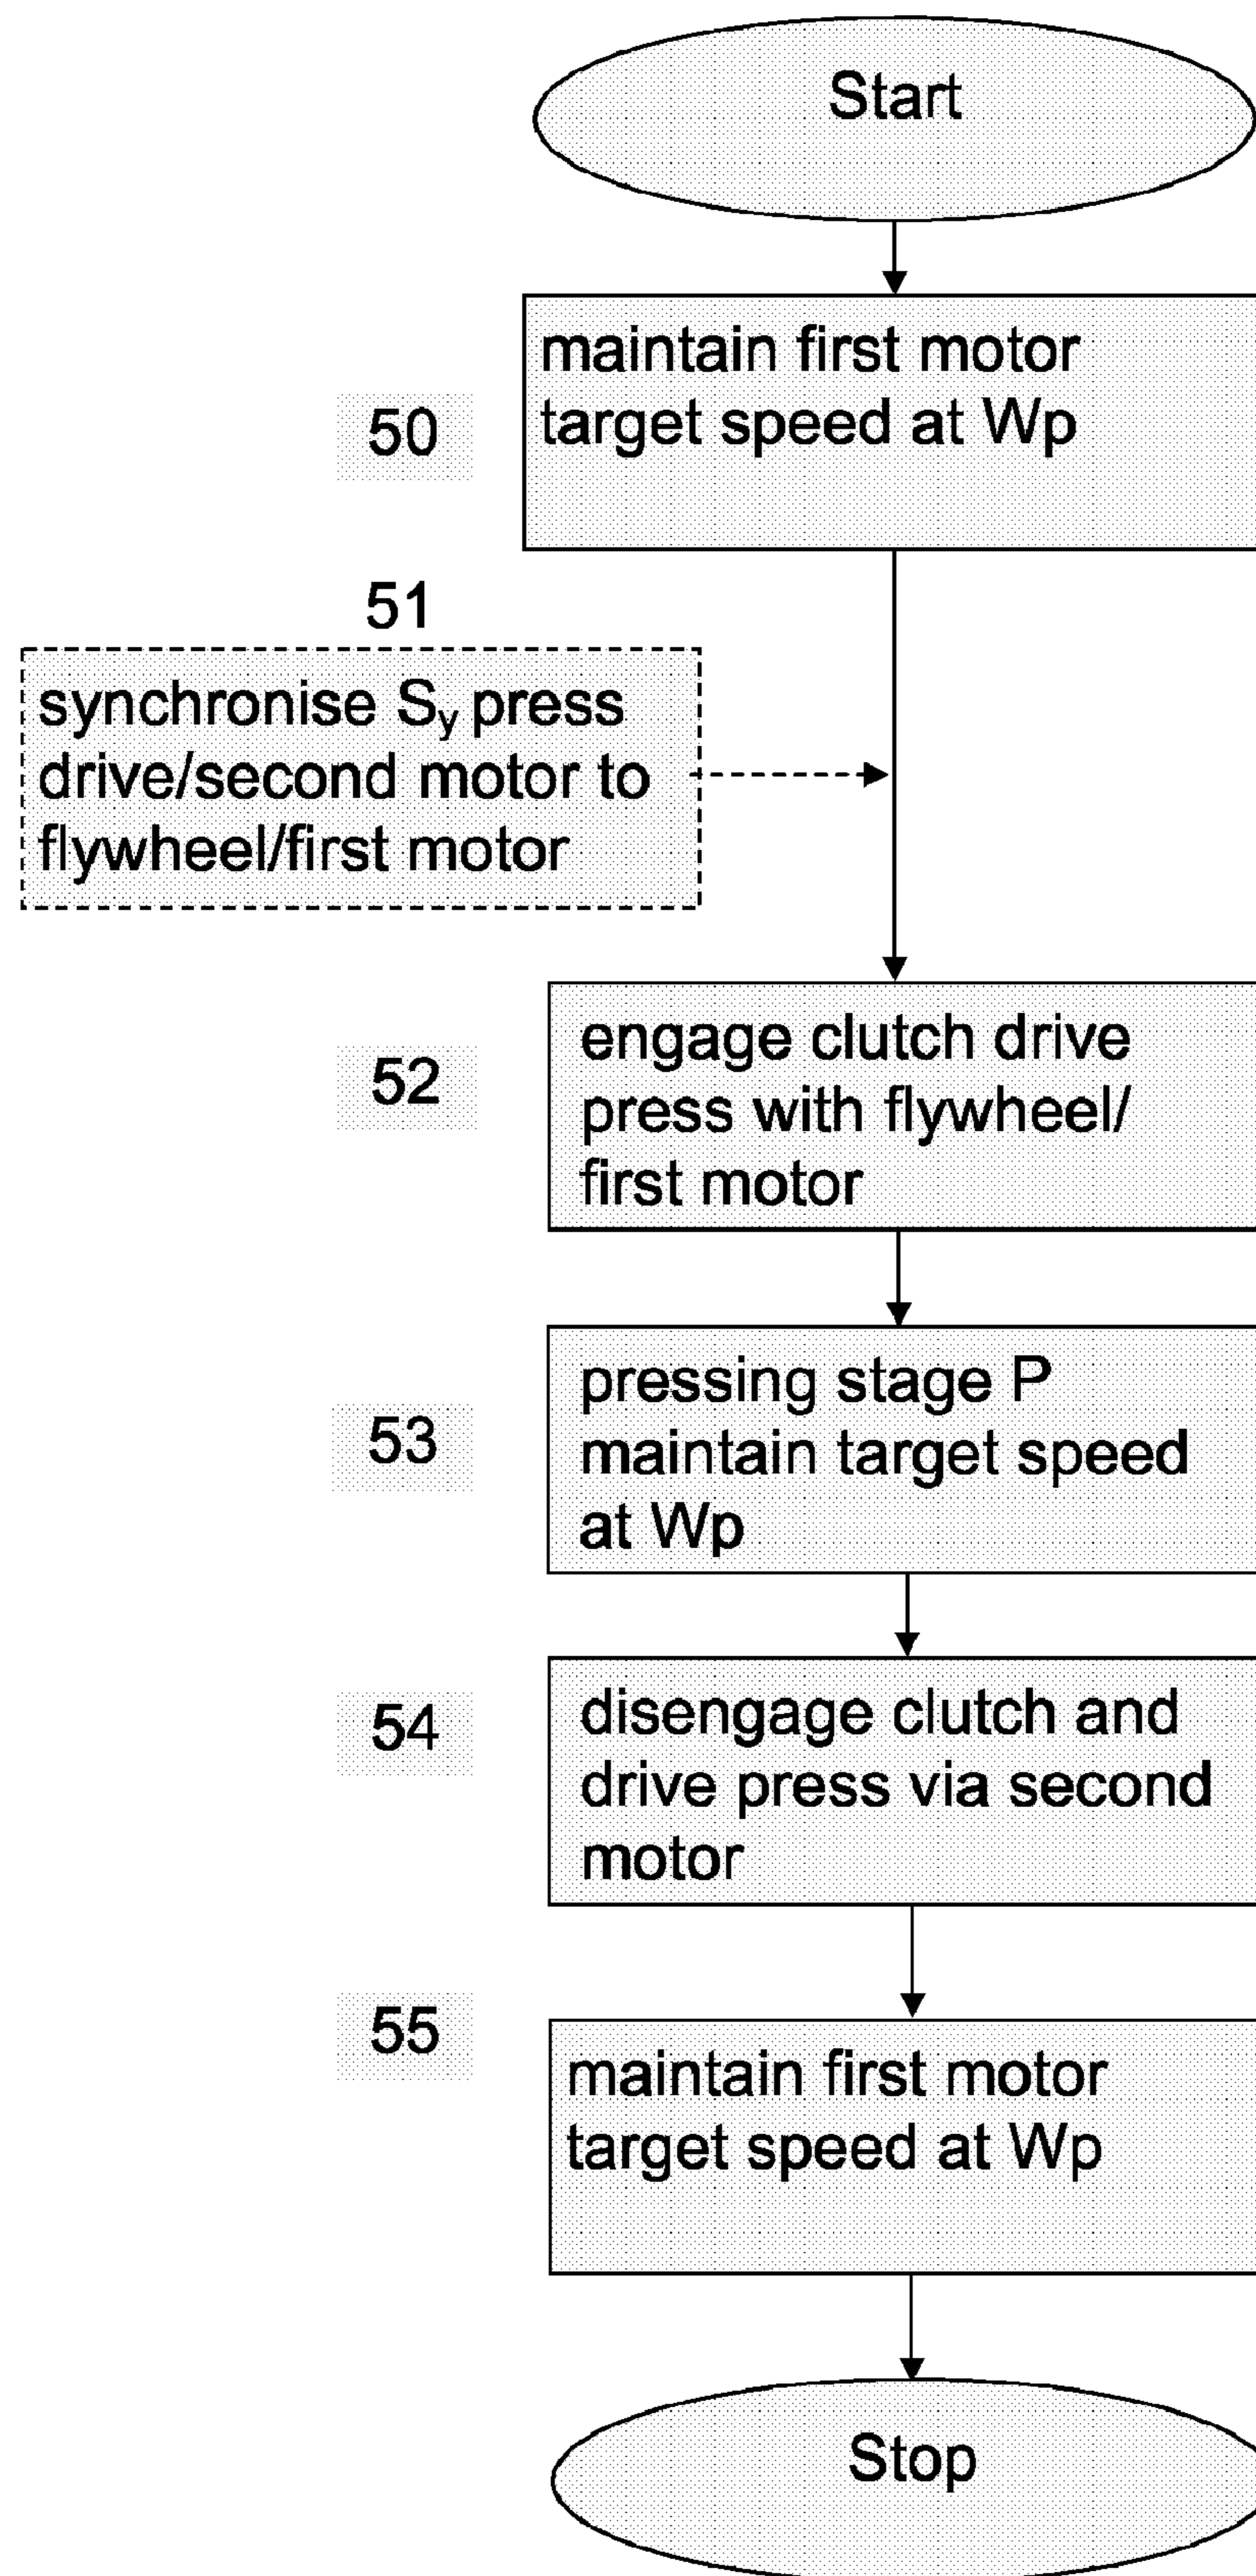 Start
50
maintain first motor
target speed at Wp
51
synchronise Sy press
drive/second motor to
flywheel/first motor
52
engage clutch drive
press with flywheel/
first motor
53
pressing stage P
maintain target speed
at Wp
54
disengage clutch and
drive press via second
motor
55
maintain first motor
target speed at Wp
Stop